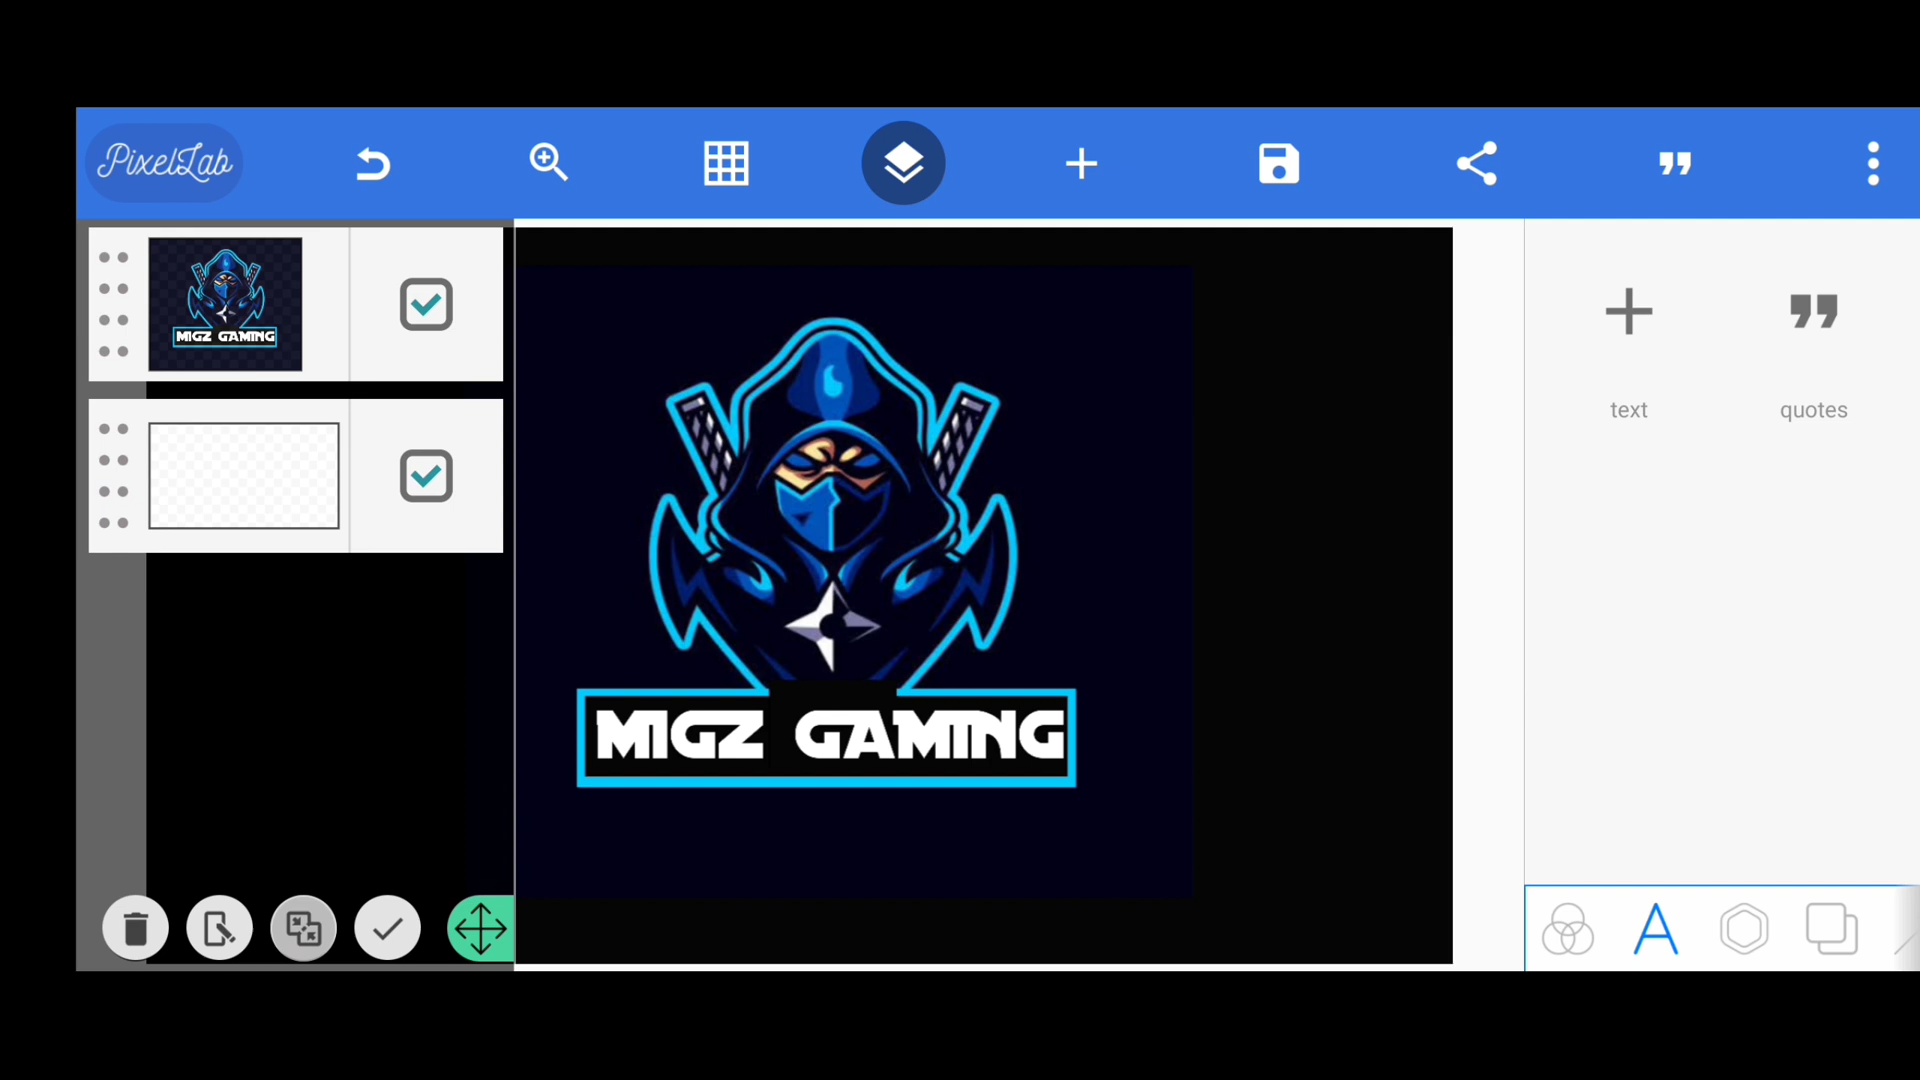 PixelLab
MIGZ GAMING
MIGZ GAMING
text
quotes